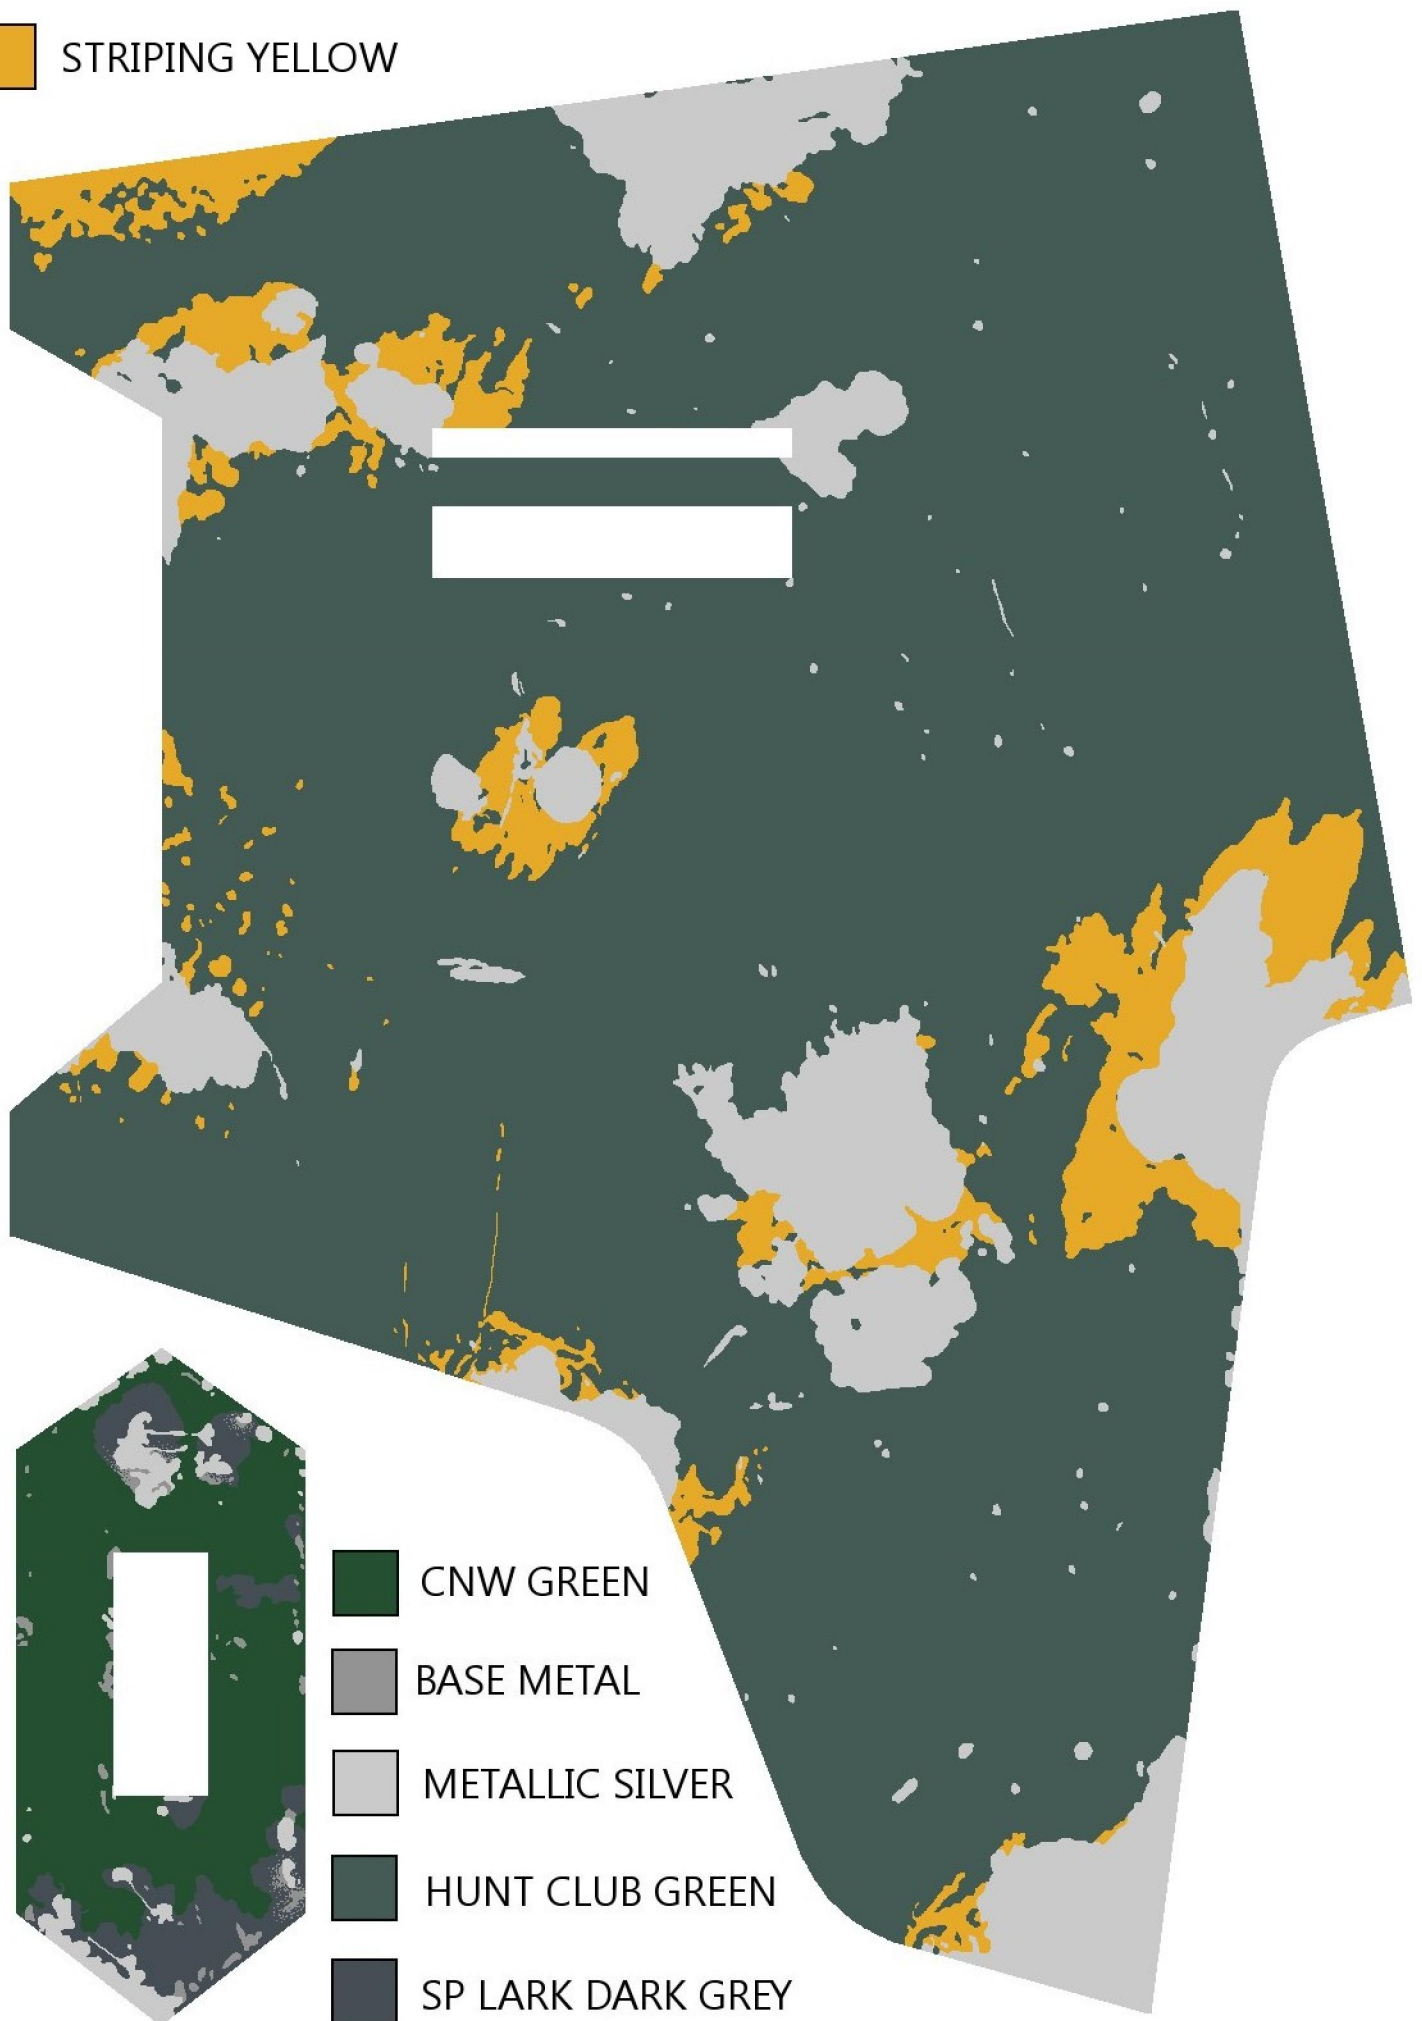 STRIPING YELLOW
CNW GREEN
BASE METAL
METALLIC SILVER
HUNT CLUB GREEN
SP LARK DARK GREY